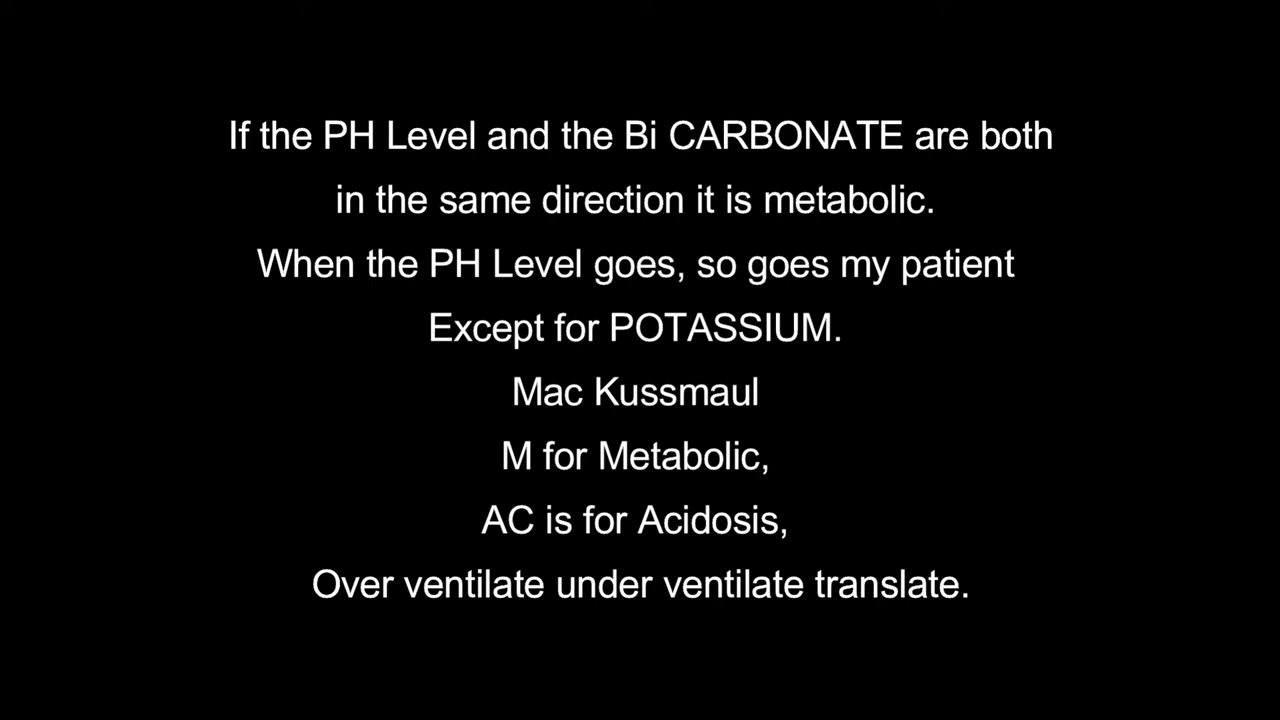 If the PH Level and the Bi CARBONATE are both
in the same direction it is metabolic.
When the PH Level goes, so goes my patient
Except for POTASSIUM.
Mac Kussmaul
M for Metabolic,
AC is for Acidosis,
Over ventilate under ventilate translate.